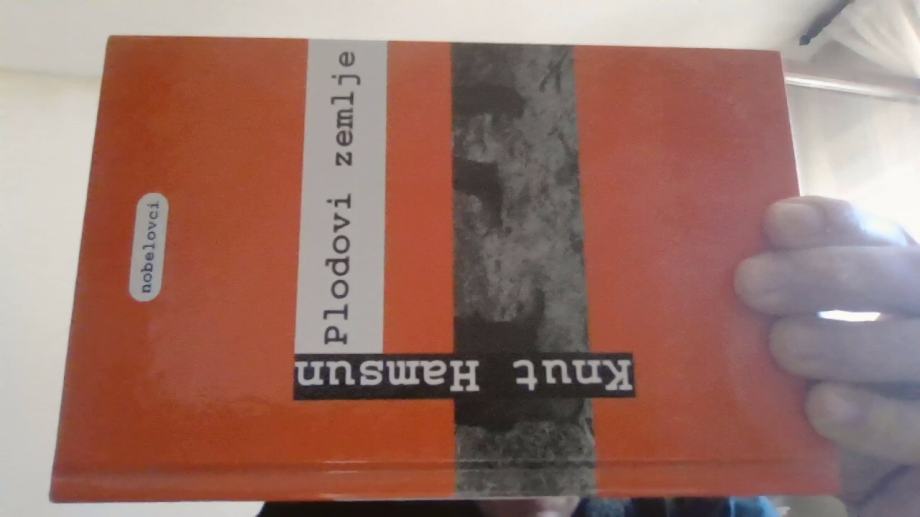 nobelovci
Plodovi zemlje
Knut Hamsun